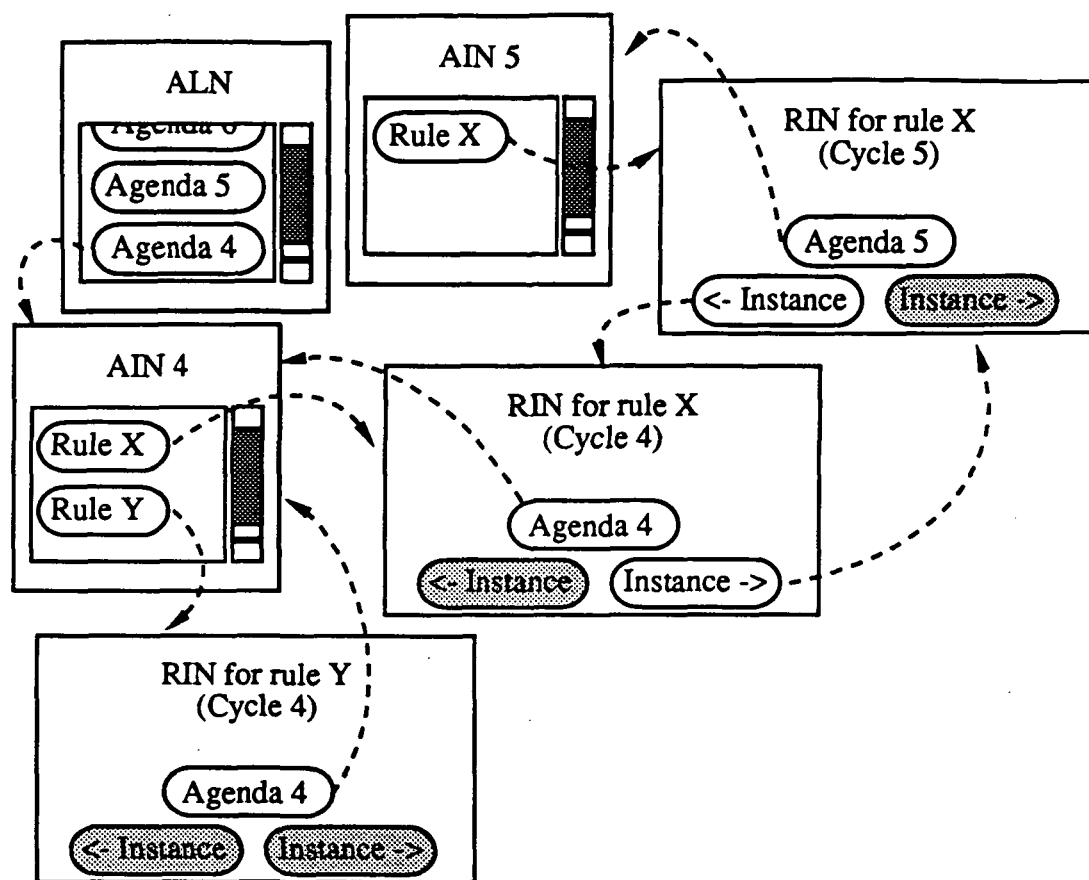 ALN
Agenda 6
Agenda 5
Agenda 4
AIN 5
Rule X
RIN for rule X
(Cycle 5)
Agenda 5
<- Instance
Instance ->
AIN 4
Rule X
Rule Y
RIN for rule X
(Cycle 4)
Agenda 4
<- Instance
Instance ->
RIN for rule Y
(Cycle 4)
Agenda 4
<- Instance
Instance ->